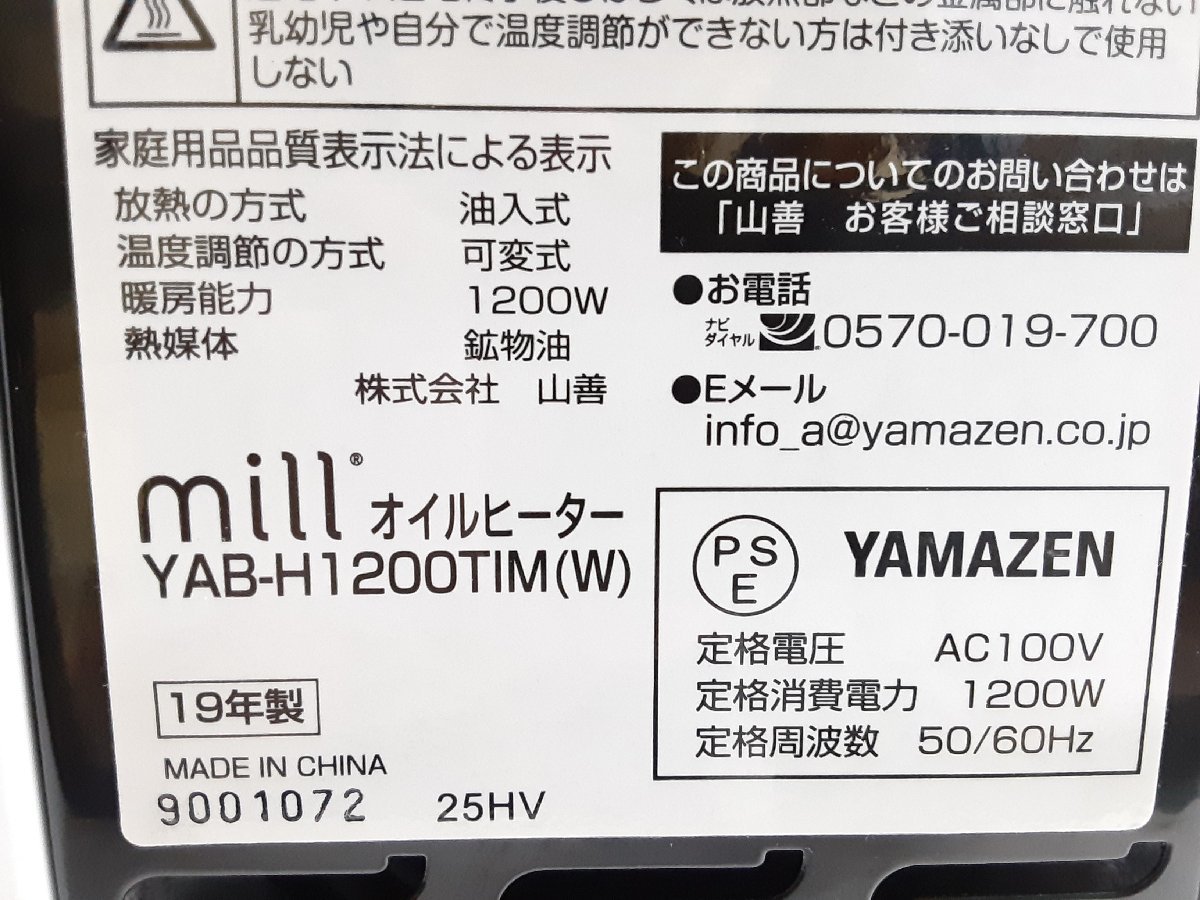 乳幼児や自分で温度調節ができない方は付き添いなしで使用
しない
家庭用品品質表示法による表示
放熱の方式 油入式
温度調節の方式 可変式
暖房能力 1200W
熱媒体 鉱物油
株式会社 山善
mill® オイルヒーター
YAB-H1200TIM(W)
19年製
MADE IN CHINA
9001072 25HV
この商品についてのお問い合わせは
「山善 お客様ご相談窓口」
●お電話
ナビダイヤル 0570-019-700
●Eメール
info_a@yamazen.co.jp
PSE YAMAZEN
定格電圧 AC100V
定格消費電力 1200W
定格周波数 50/60Hz